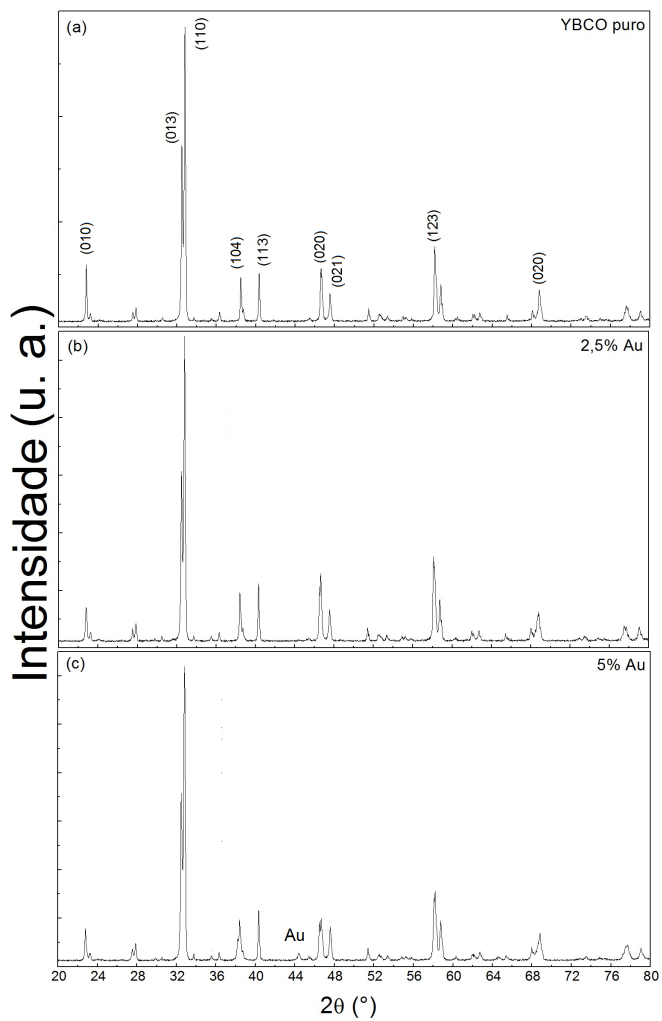 Intensidade (u. a.)
(a)
YBCO puro
(010)
(013)
(110)
(104)
(113)
(020)
(021)
(123)
(020)
(b)
2,5% Au
(c)
5% Au
Au
20 24 28 32 36 40 44 48 52 56 60 64 68 72 76 80
2θ (°)